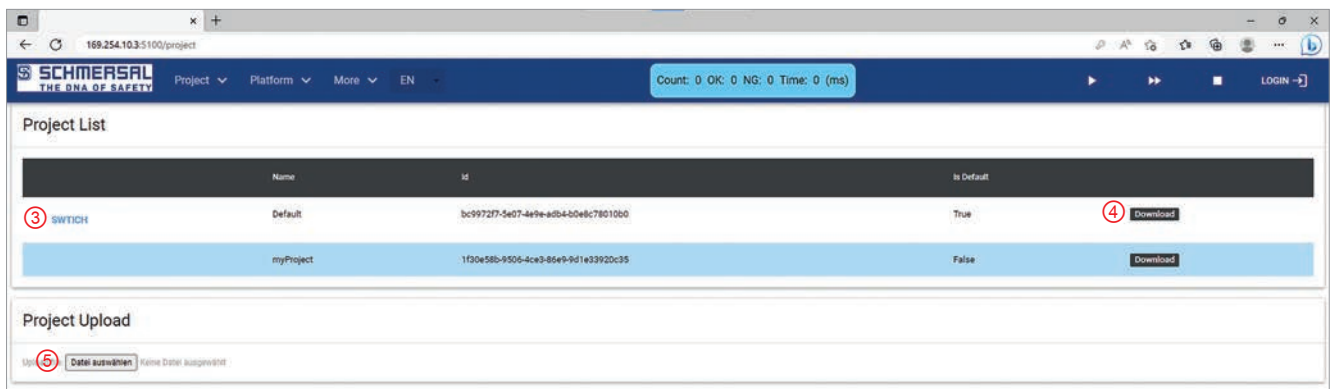 169.254.10.3:5100/project
SCHMERSAL
THE DNA OF SAFETY
Project Platform More EN
Count: 0 OK: 0 NG: 0 Time: 0 (ms)
LOGIN
Project List
Name Id Is Default
3 SWTICH Default bc9972f7-5e07-4e9e-adb4-b0e8c78010b0 True 4 Download
myProject 1f30e58b-9506-4ce3-86e9-9d1e33920c35 False Download
Project Upload
5 Datei auswählen Keine Datei ausgewählt